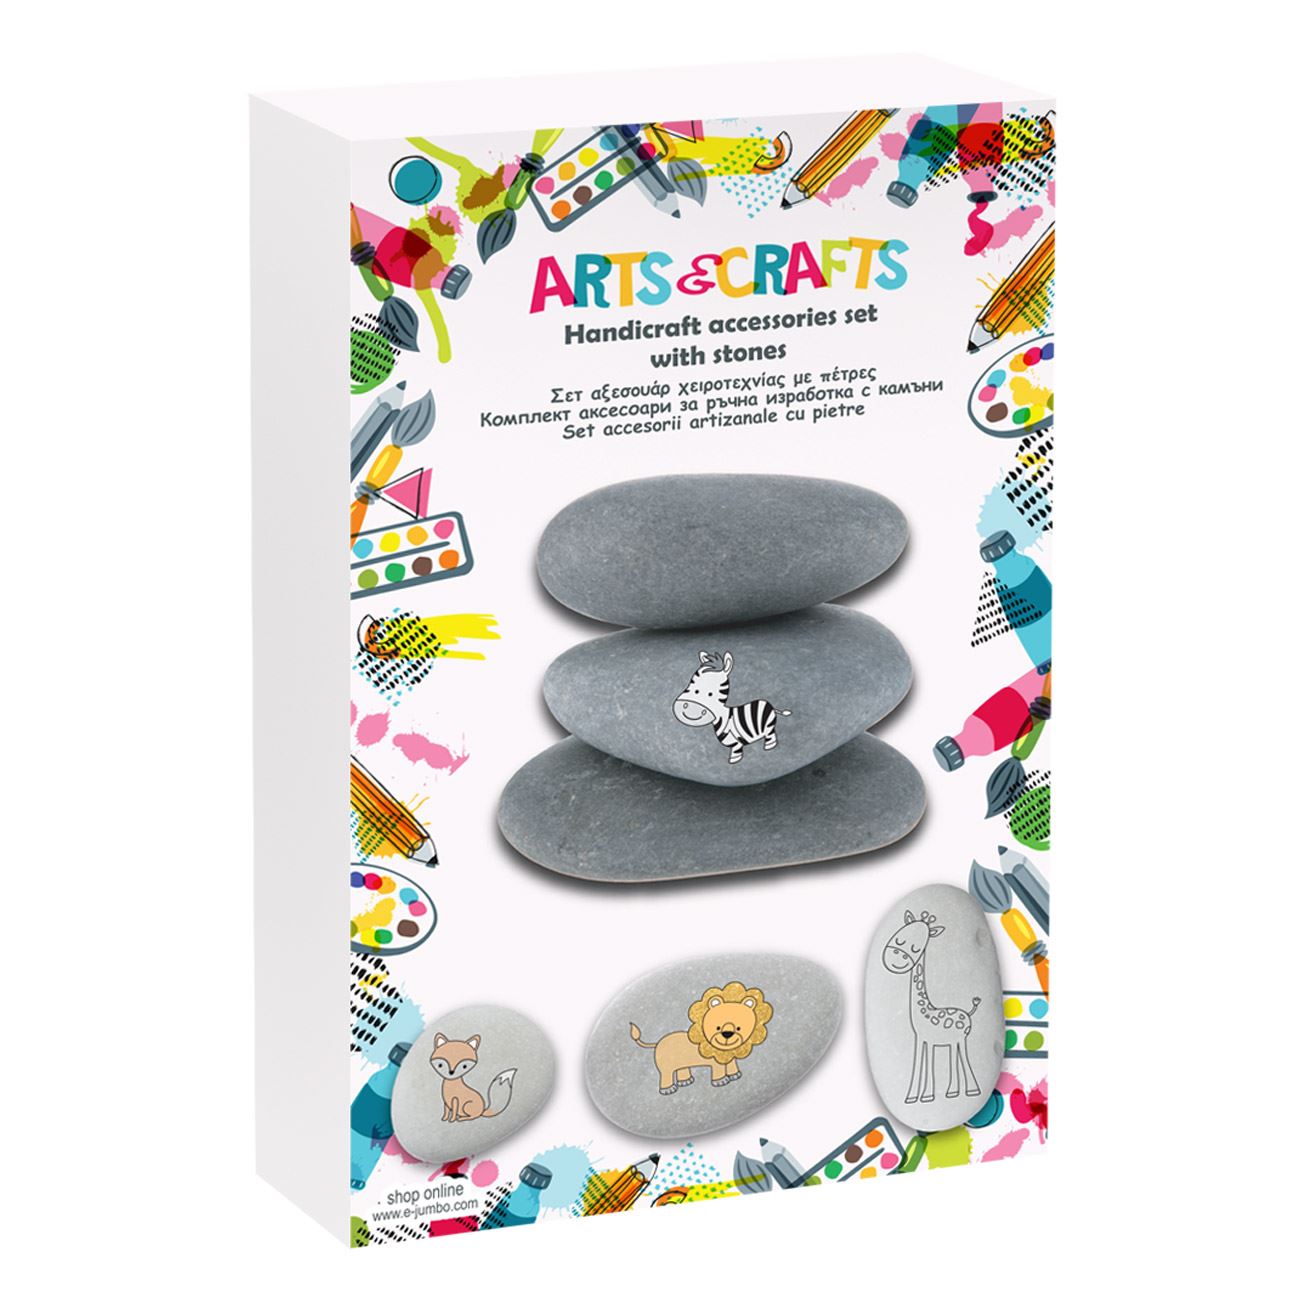 ARTS & CRAFTS
Handicraft accessories set
with stones
Σετ αξεσουάρ χειροτεχνίας με πέτρες
Комплект аксесоари за ръчна изработка с камъни
Set accesorii artizanale cu pietre
shop online
www.e-jumbo.com